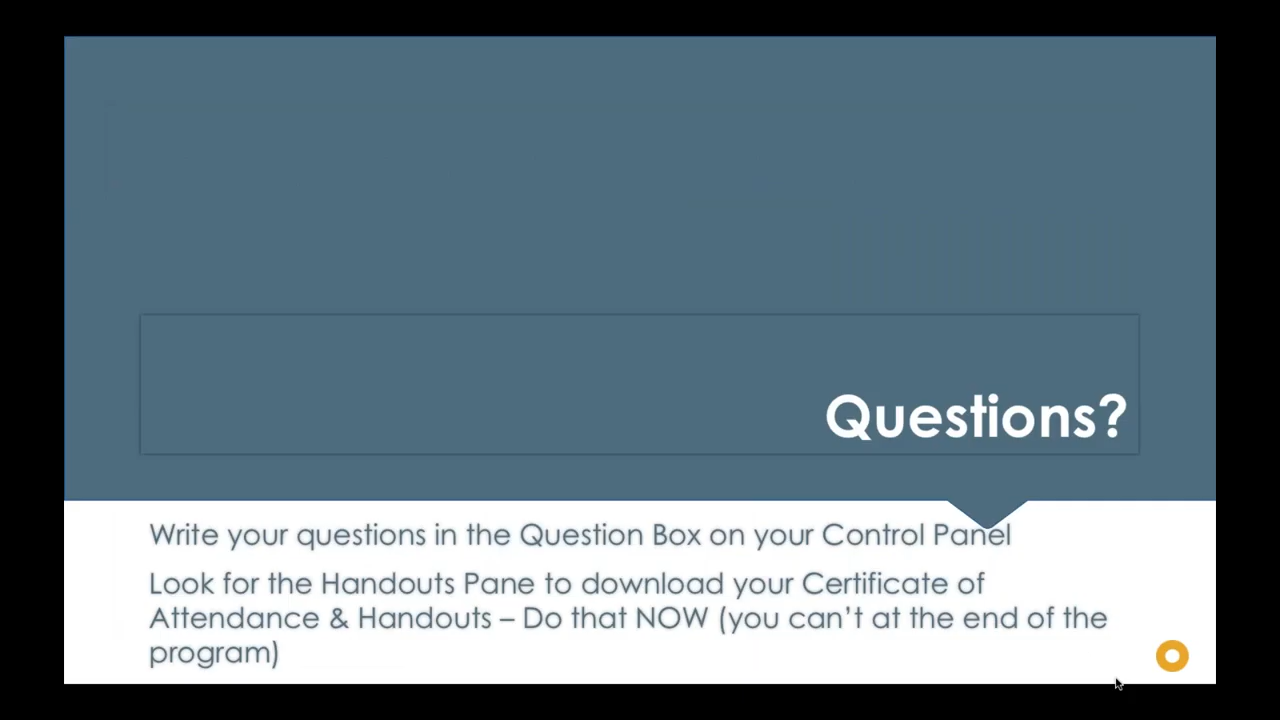 Questions?
Write your questions in the Question Box on your Control Panel
Look for the Handouts Pane to download your Certificate of
Attendance & Handouts – Do that NOW (you can’t at the end of the
program)